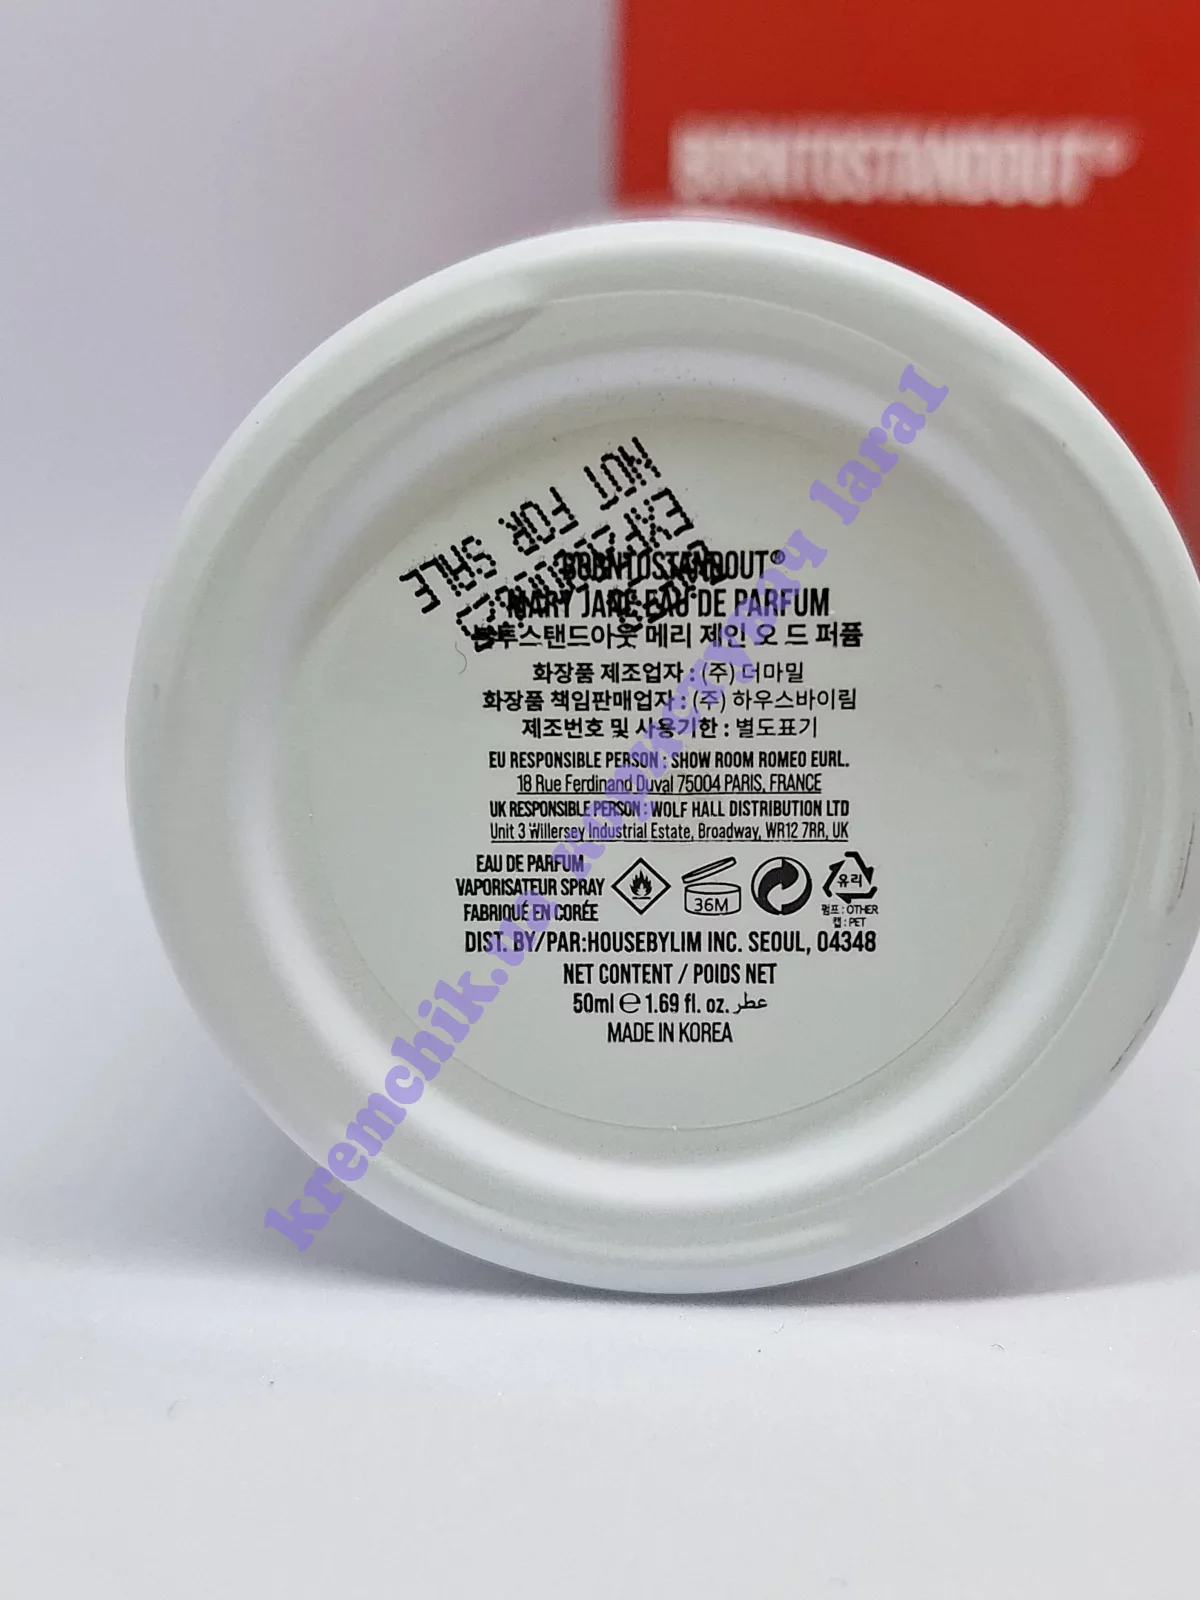 BORNTOSTANDOUT®
NOT FOR SALE
BORNTOSTANDOUT®
MARY JANE EAU DE PARFUM
본투스탠드아웃 메리 제인 오 드 퍼퓸
화장품 제조업자 : (주) 더마밀
화장품 책임판매업자 : (주) 하우스바이림
제조번호 및 사용기한 : 별도표기
EU RESPONSIBLE PERSON : SHOW ROOM ROMEO EURL.
18 Rue Ferdinand Duval 75004 PARIS, FRANCE
UK RESPONSIBLE PERSON : WOLF HALL DISTRIBUTION LTD
Unit 3 Willersey Industrial Estate, Broadway, WR12 7RR, UK
EAU DE PARFUM
VAPORISATEUR SPRAY
FABRIQUÉ EN CORÉE
36M
유리
펌프 : OTHER
캡 : PET
DIST. BY/PAR:HOUSEBYLIM INC. SEOUL, 04348
NET CONTENT / POIDS NET
50ml e 1.69 fl. oz. عطر
MADE IN KOREA
kremchik.ua користувач lara1